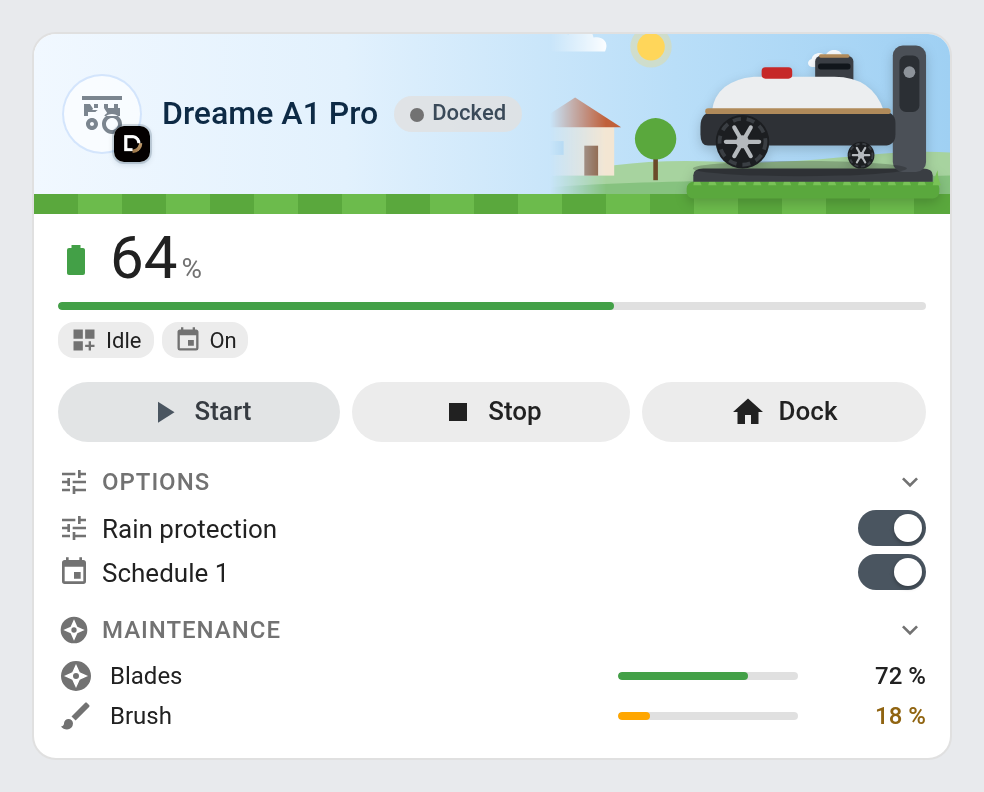 Dreame A1 Pro
Docked
64 %
Idle
On
Start
Stop
Dock
OPTIONS
Rain protection
Schedule 1
MAINTENANCE
Blades 72 %
Brush 18 %